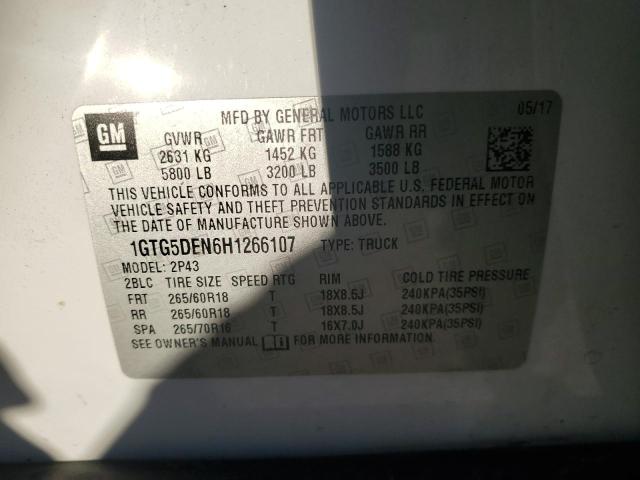 GM
MFD BY GENERAL MOTORS LLC 05/17
GVWR GAWR FRT GAWR RR
2631 KG 1452 KG 1588 KG
5800 LB 3200 LB 3500 LB
THIS VEHICLE CONFORMS TO ALL APPLICABLE U.S. FEDERAL MOTOR
VEHICLE SAFETY AND THEFT PREVENTION STANDARDS IN EFFECT ON
THE DATE OF MANUFACTURE SHOWN ABOVE.
1GTG5DEN6H1266107 TYPE: TRUCK
MODEL: 2P43
2BLC TIRE SIZE SPEED RTG RIM COLD TIRE PRESSURE
FRT 265/60R18 T 18X8.5J 240KPA(35PSI)
RR 265/60R18 T 18X8.5J 240KPA(35PSI)
SPA 265/70R16 T 16X7.0J 240KPA(35PSI)
SEE OWNER'S MANUAL FOR MORE INFORMATION.